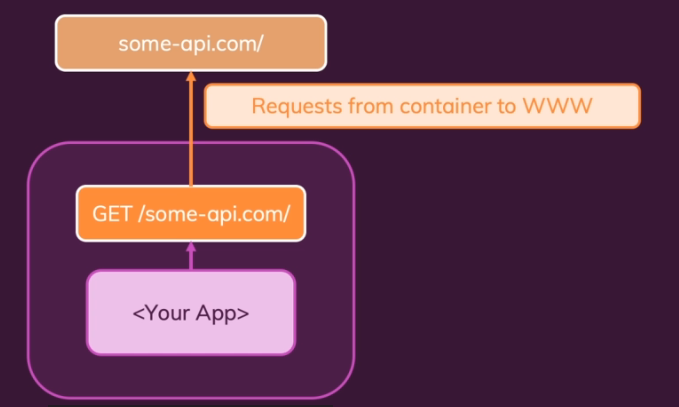 some-api.com/
Requests from container to WWW
GET /some-api.com/
<Your App>